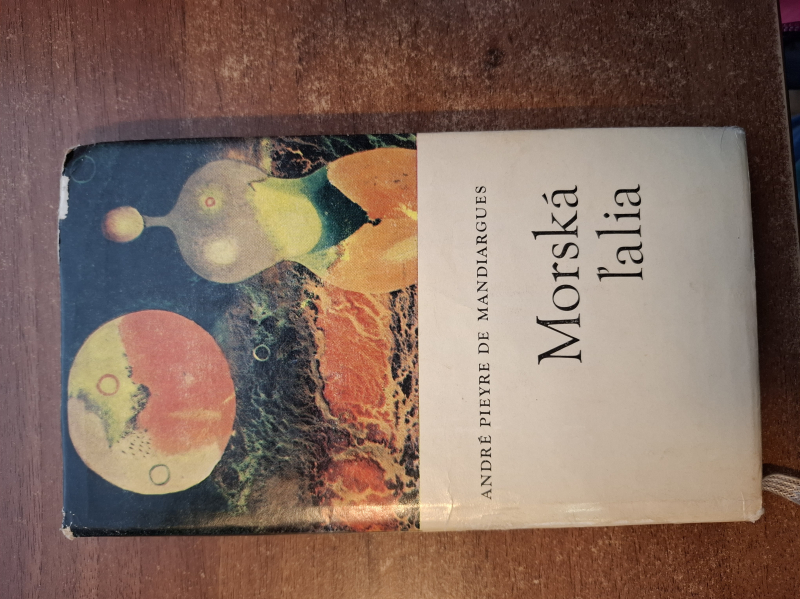 ANDRÉ PIEYRE DE MANDIARGUES
Morská
ľalia